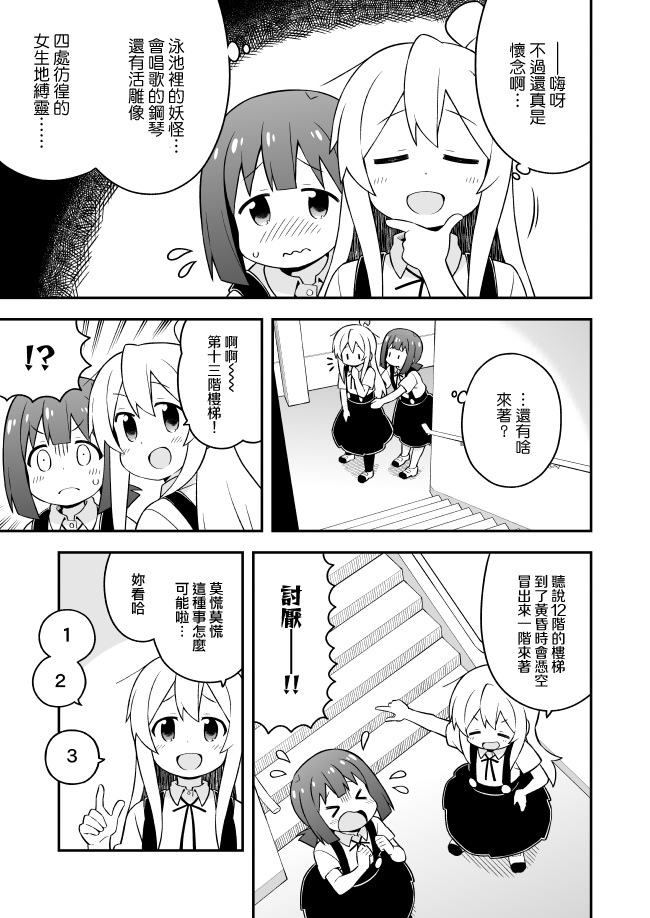 ——嗨呀
不過還真是
懷念啊…
泳池裡的妖怪…
會唱歌的鋼琴
還有活雕像
四處彷徨的
女生地縛靈……
…還有啥
來著？
啊啊～～
第十三階樓梯！
!?
聽說12階的樓梯
到了黃昏時會憑空
冒出來一階來著
討厭——!!
莫慌莫慌
這種事怎麼
可能啦…
妳看哈
1
2
3